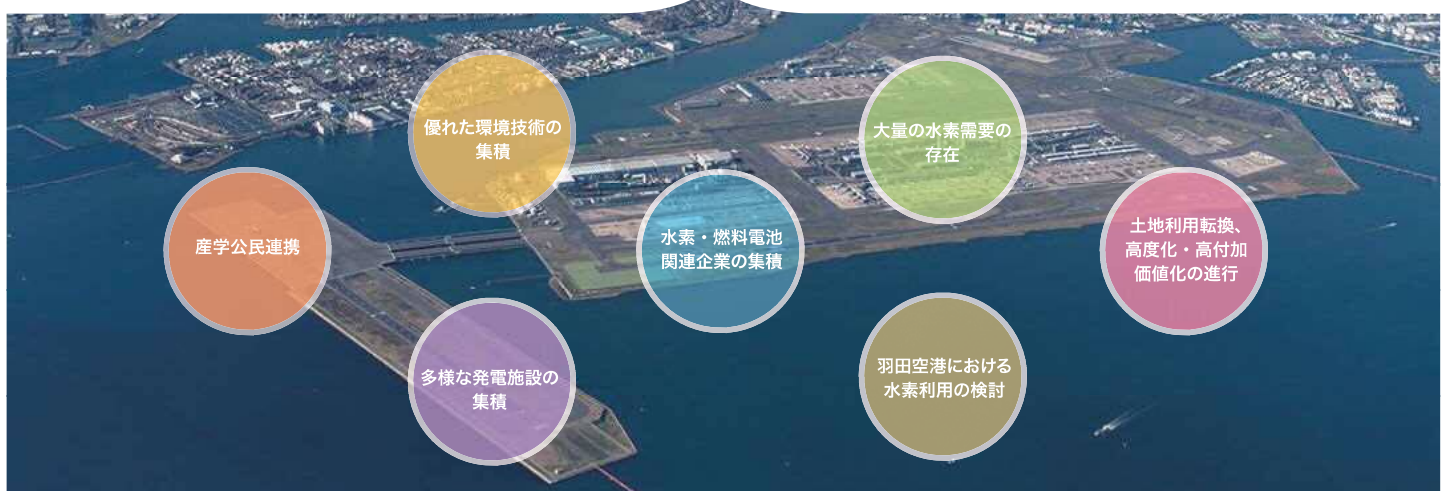 優れた環境技術の
集積
大量の水素需要の
存在
産学公民連携
水素・燃料電池
関連企業の集積
土地利用転換、
高度化・高付加
価値化の進行
多様な発電施設の
集積
羽田空港における
水素利用の検討